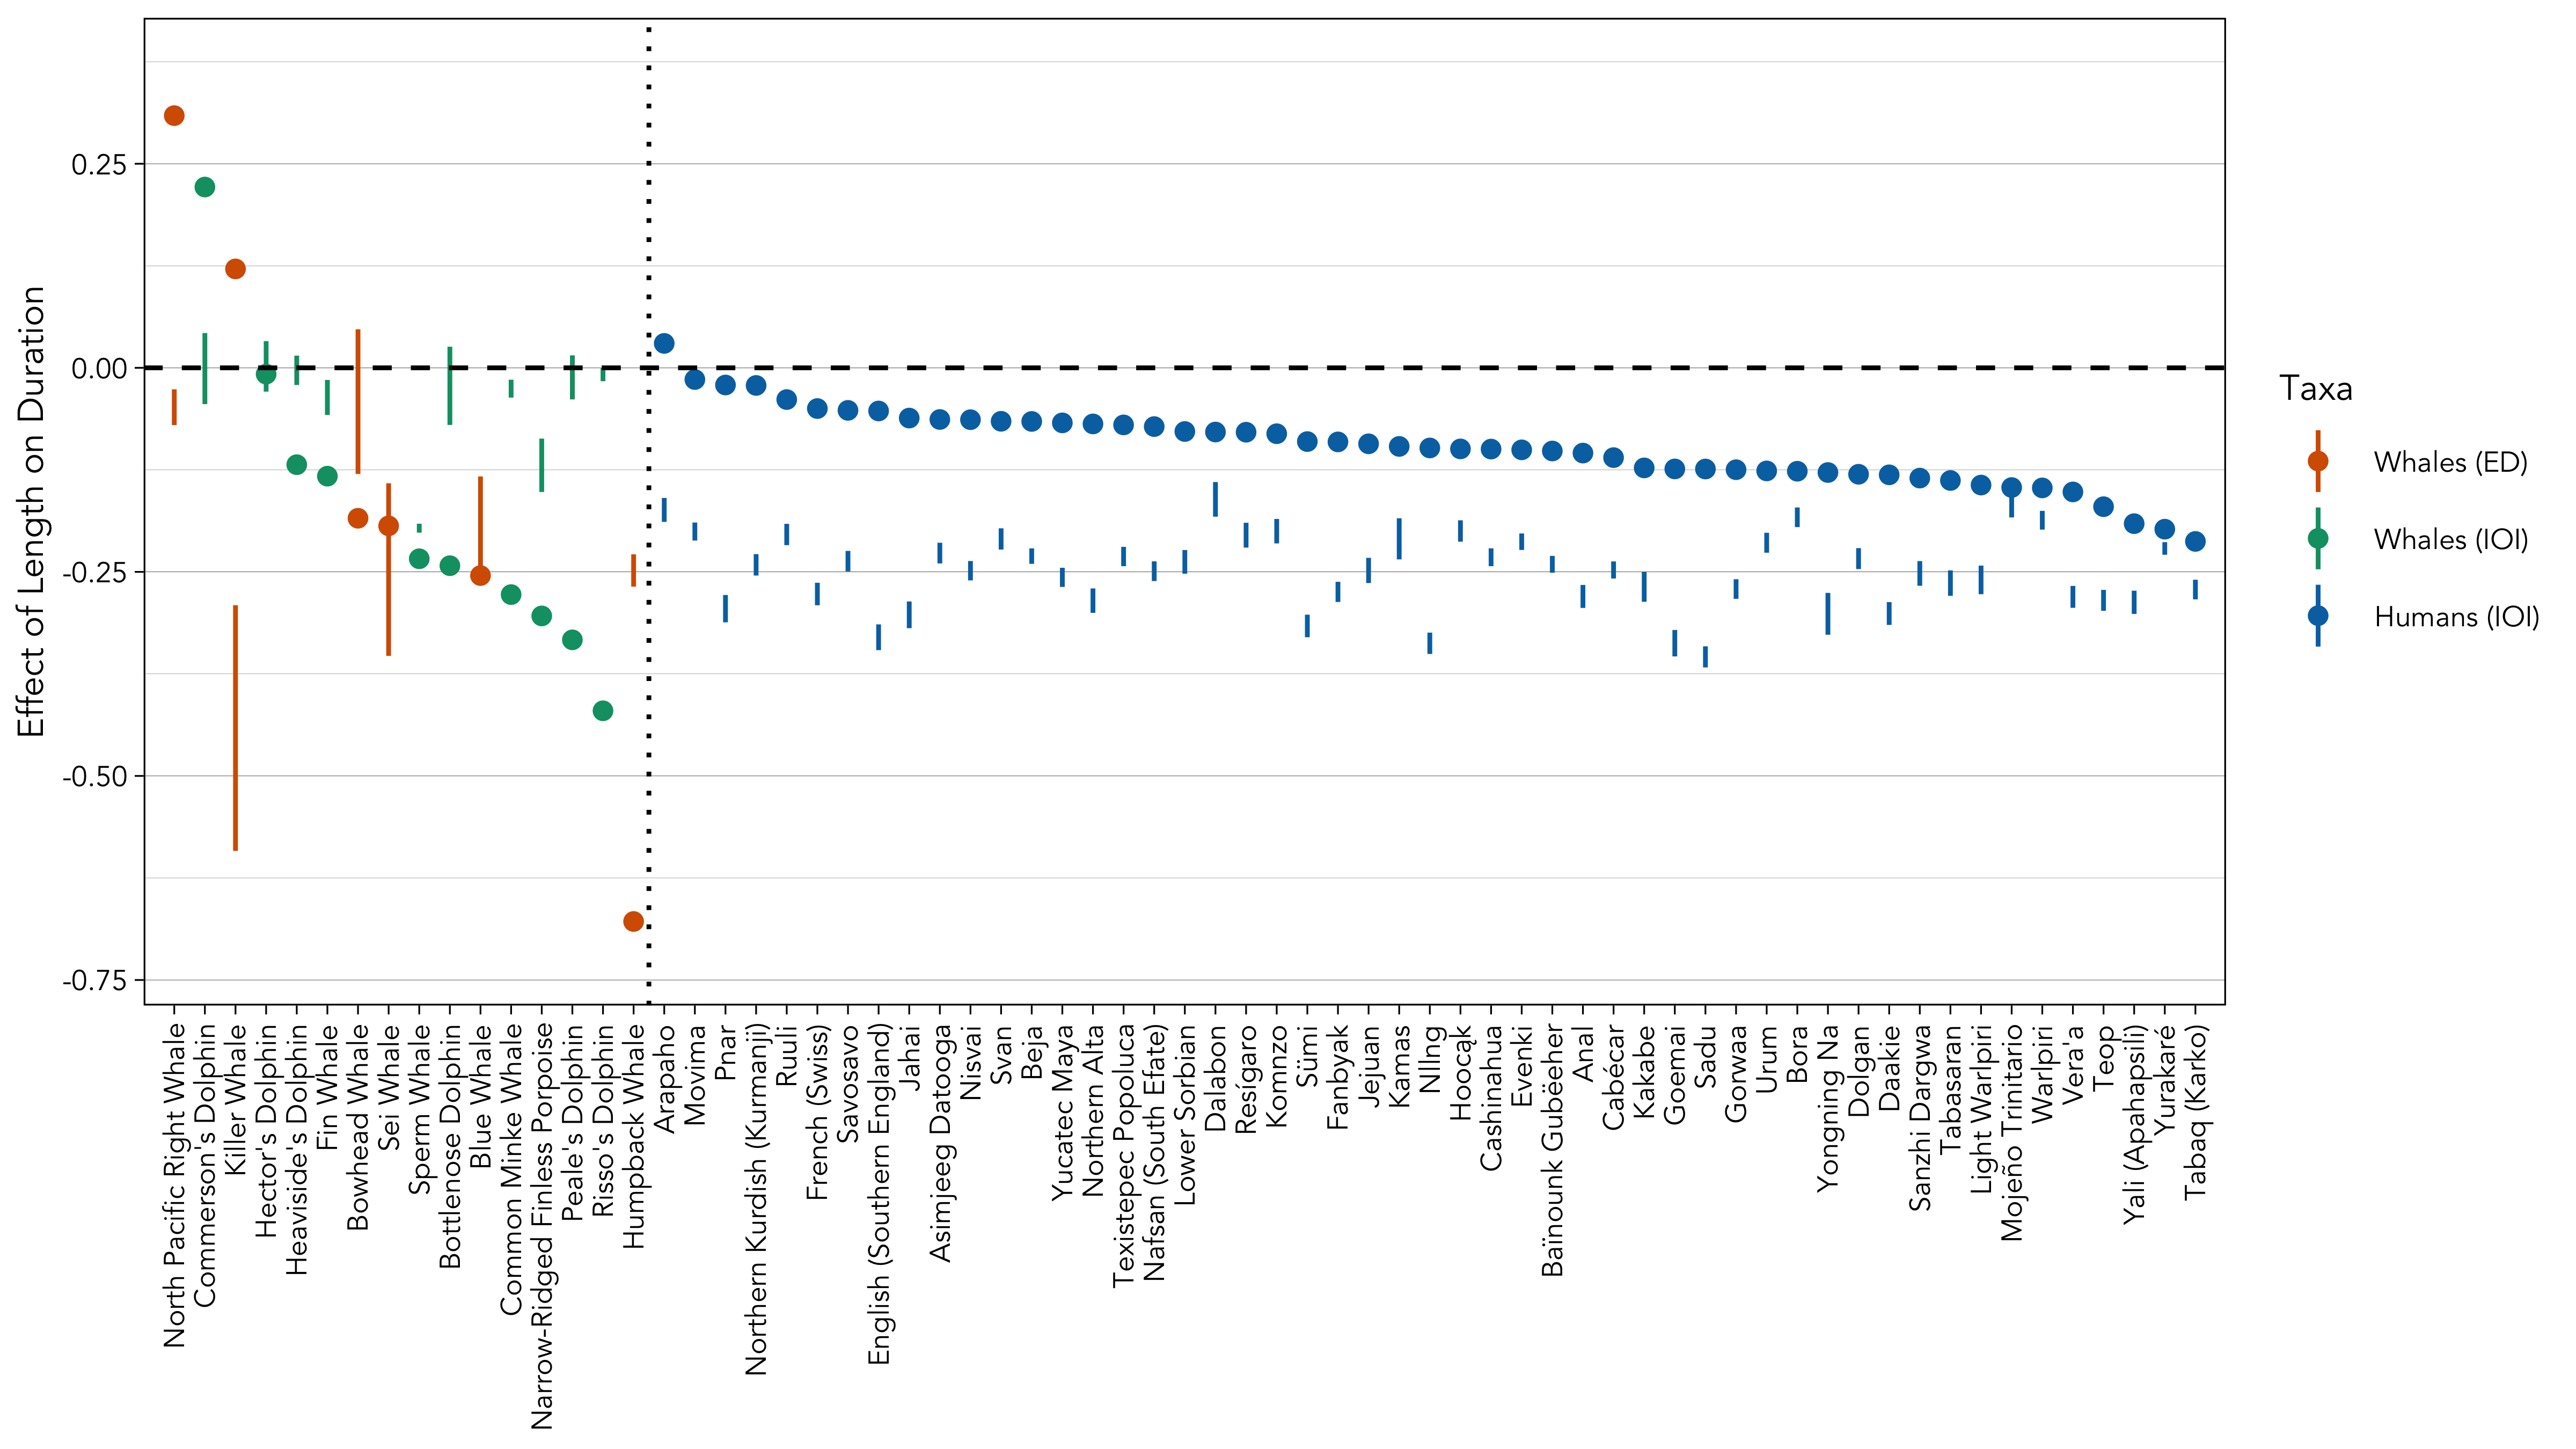 Effect of Length on Duration
0.25
0.00
-0.25
-0.50
-0.75
North Pacific Right Whale
Commerson's Dolphin
Killer Whale
Hector's Dolphin
Heaviside's Dolphin
Fin Whale
Bowhead Whale
Sei Whale
Sperm Whale
Bottlenose Dolphin
Blue Whale
Common Minke Whale
Narrow-Ridged Finless Porpoise
Peale's Dolphin
Risso's Dolphin
Humpback Whale
Arapaho
Movima
Pnar
Northern Kurdish (Kurmanji)
Ruuli
French (Swiss)
Savosavo
English (Southern England)
Jahai
Asimjeeg Datooga
Nisvai
Svan
Beja
Yucatec Maya
Northern Alta
Texistepec Popoluca
Nafsan (South Efate)
Lower Sorbian
Dalabon
Resígaro
Komnzo
Sümi
Fanbyak
Jejuan
Kamas
Nllng
Hoocąk
Cashinahua
Evenki
Baïnounk Gubëeher
Anal
Cabécar
Kakabe
Goemai
Sadu
Gorwaa
Urum
Bora
Yongning Na
Dolgan
Daakie
Sanzhi Dargwa
Tabasaran
Light Warlpiri
Mojeño Trinitario
Warlpiri
Vera'a
Teop
Yali (Apahapsili)
Yurakaré
Tabaq (Karko)
Taxa
Whales (ED)
Whales (IOI)
Humans (IOI)